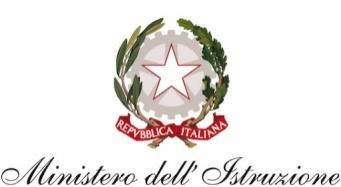 REPVBBLICA ITALIANA
Ministero dell' Istruzione